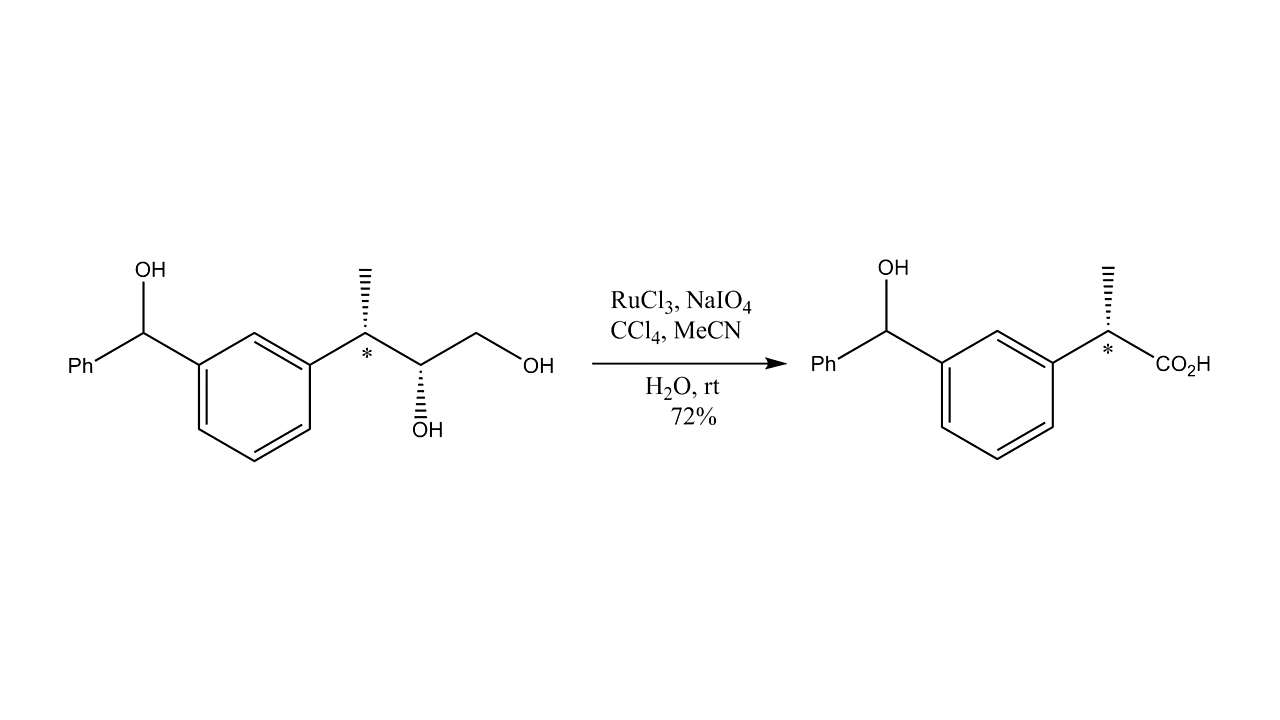 OH
Ph
*
OH
OH
RuCl₃, NaIO₄
CCl₄, MeCN
H₂O, rt
72%
OH
Ph
*
CO₂H